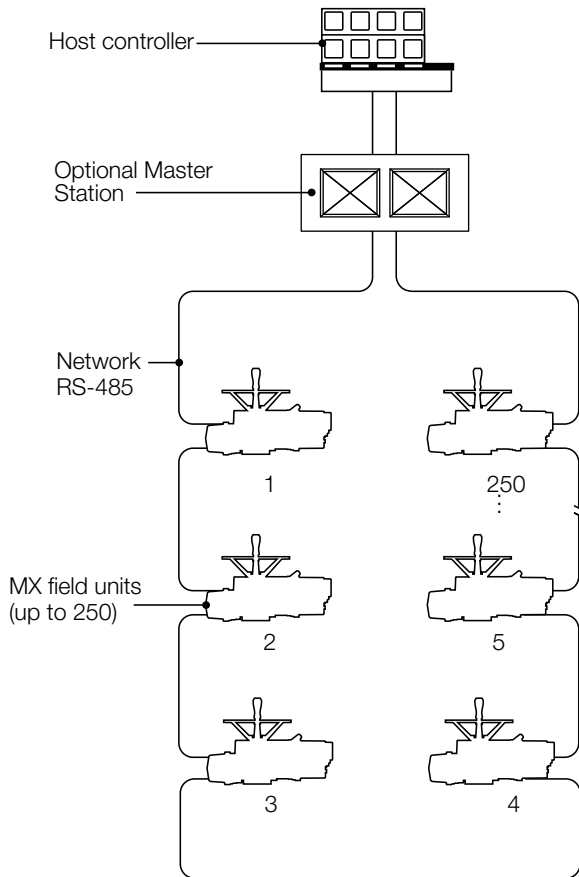 Host controller
Optional Master
Station
Network
RS-485
1
250
⋮
MX field units
(up to 250)
2
5
3
4